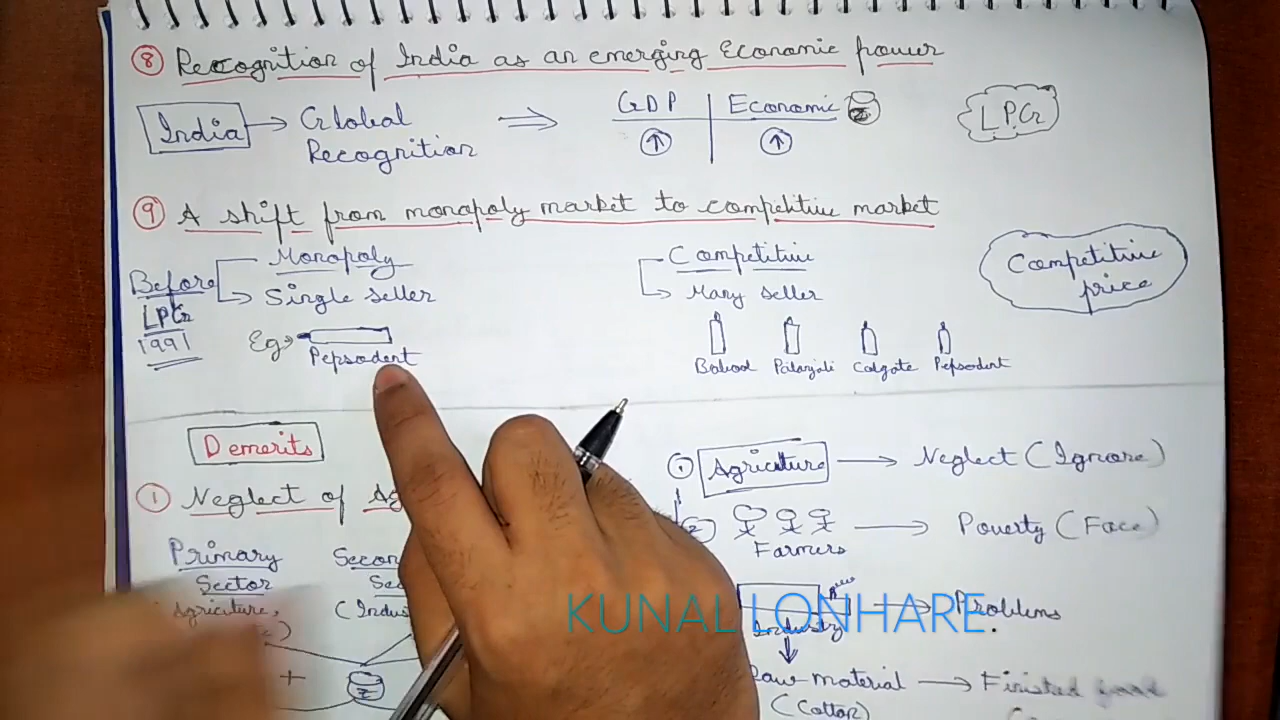 ⑧ Recognition of India as an emerging Economic power
India → Global Recognition ⇒ GDP ↑ | Economic ↑
LPG
⑨ A shift from monopoly market to competitive market
Before LPG 1991
Monopoly
Single seller
Eg→ Pepsodent
Competitive
Many seller
Babool Patanjali Colgate Pepsodent
Competitive price
Demerits
① Neglect of
Primary Sector
+
① Agriculture → Neglect (Ignore)
Farmers → Poverty (Face)
Industry → Problems
Raw material → Finished
(Cotton)
KUNAL LONHARE